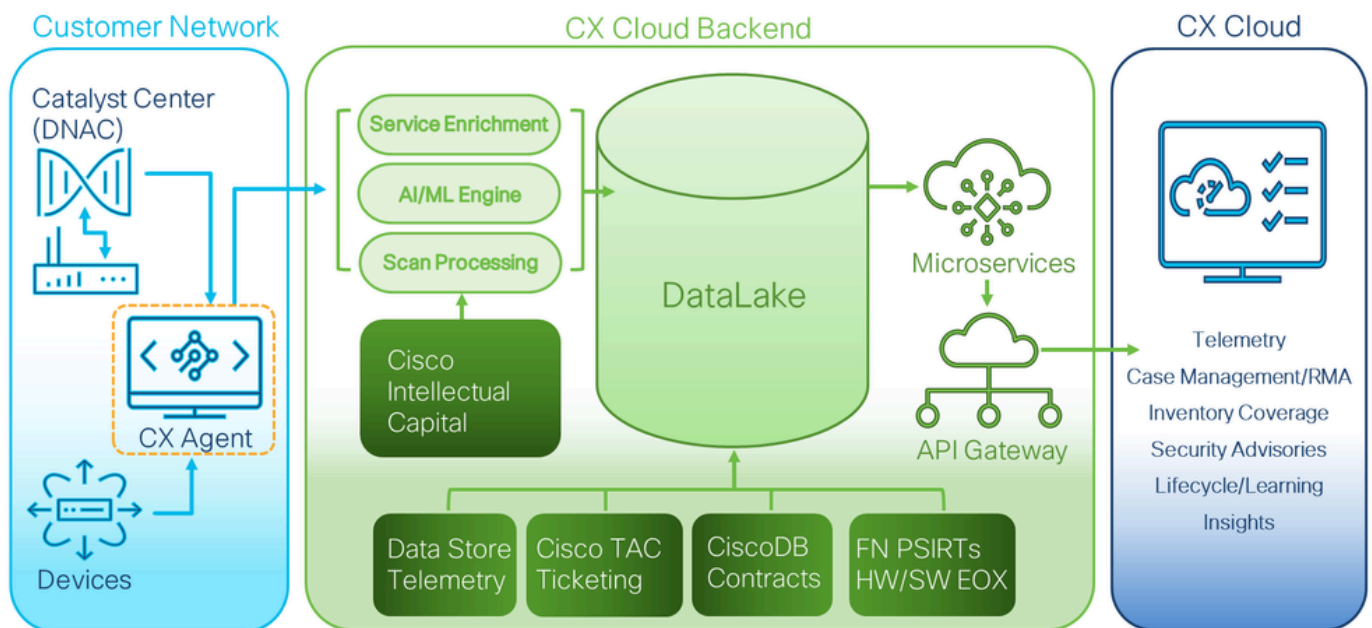 Customer Network
CX Cloud Backend
CX Cloud
Catalyst Center
(DNAC)
CX Agent
Devices
Service Enrichment
AI/ML Engine
Scan Processing
Cisco
Intellectual
Capital
DataLake
Microservices
API Gateway
Data Store
Telemetry
Cisco TAC
Ticketing
CiscoDB
Contracts
FN PSIRTs
HW/SW EOX
Telemetry
Case Management/RMA
Inventory Coverage
Security Advisories
Lifecycle/Learning
Insights